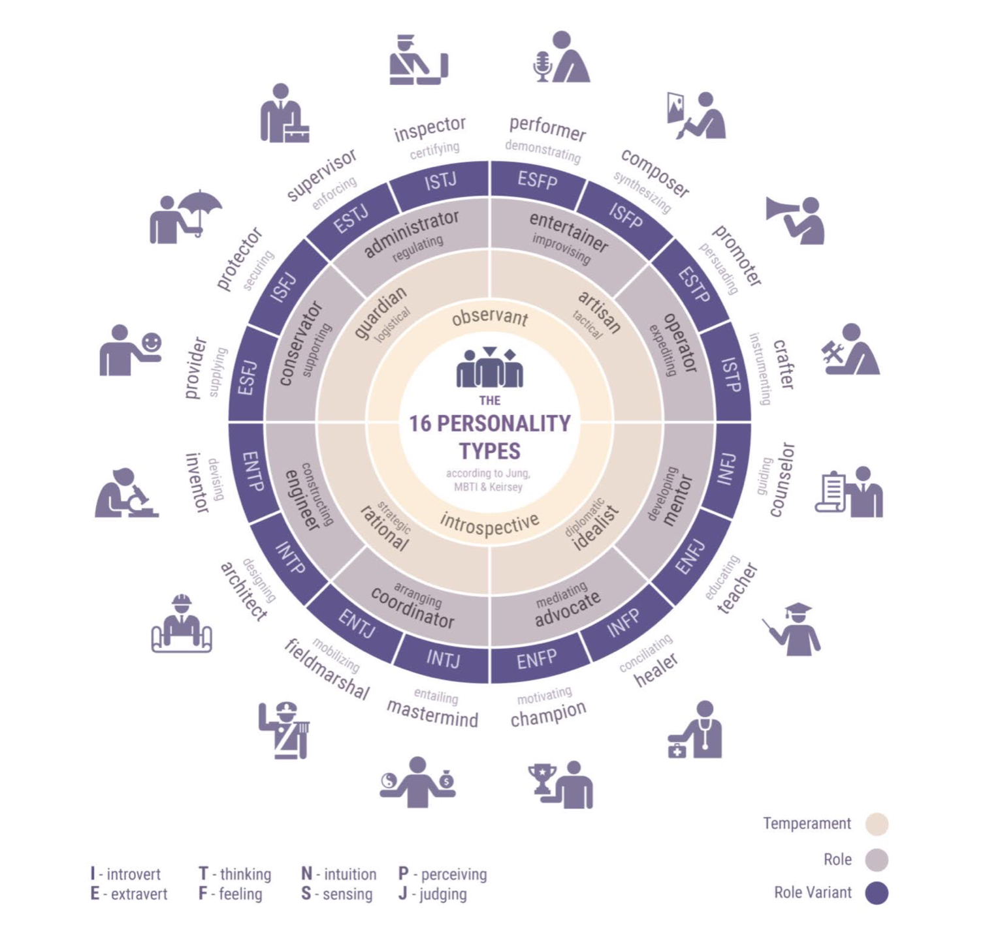 inspector
certifying
ISTJ
performer
demonstrating
ESFP
composer
synthesizing
ISFP
promoter
persuading
ESTP
crafter
instrumenting
ISTP
counselor
guiding
INFJ
teacher
educating
ENFJ
conciliating
healer
INFP
motivating
champion
ENFP
entailing
mastermind
INTJ
mobilizing
fieldmarshal
ENTJ
designing
architect
INTP
devising
inventor
ENTP
provider
supplying
ESFJ
protector
securing
ISFJ
supervisor
enforcing
ESTJ
administrator
regulating
entertainer
improvising
operator
expediting
developing
mentor
mediating
advocate
arranging
coordinator
constructing
engineer
conservator
supporting
guardian
logistical
artisan
tactical
diplomatic
idealist
strategic
rational
observant
THE
16 PERSONALITY
TYPES
according to Jung,
MBTI & Keirsey
introspective
$
Temperament
Role
Role Variant
I - introvert
E - extravert
T - thinking
F - feeling
N - intuition
S - sensing
P - perceiving
J - judging